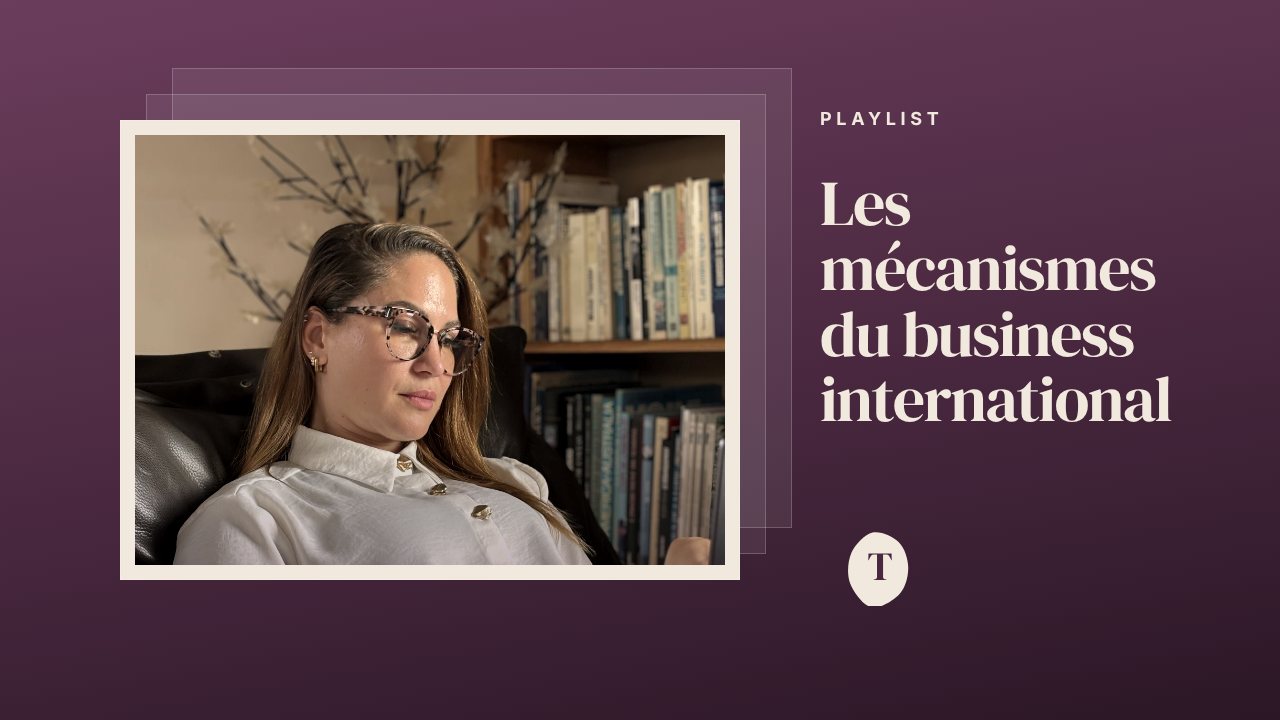 PLAYLIST
Les
mécanismes
du business
international
T